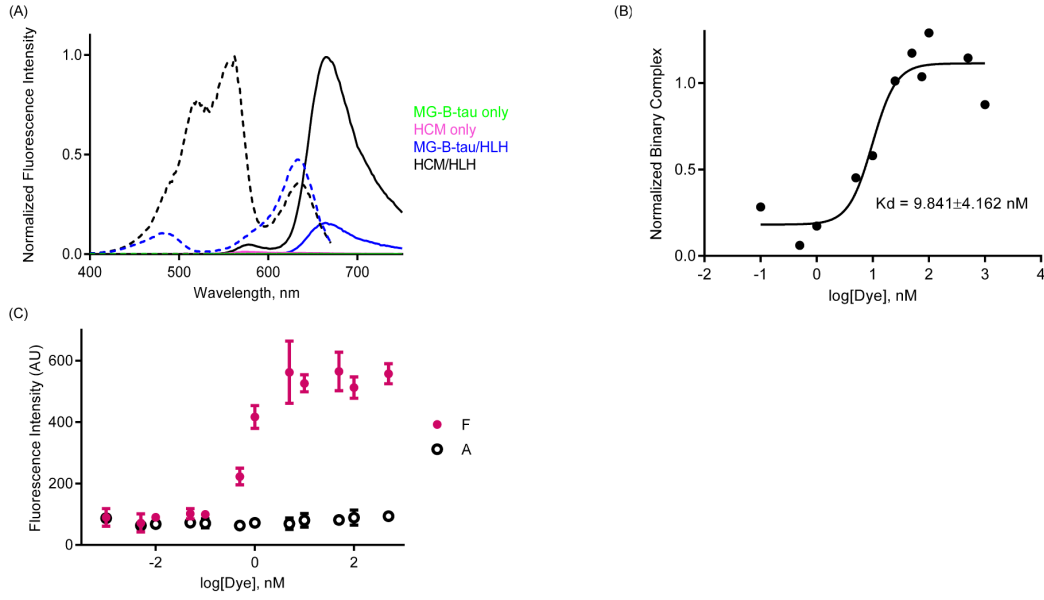 (A)
Normalized Fluorescence Intensity
1.0
0.5
0.0
400
500
600
700
Wavelength, nm
MG-B-tau only
HCM only
MG-B-tau/HLH
HCM/HLH
(B)
Normalized Binary Complex
1.0
0.5
0.0
-2
-1
0
1
2
3
4
log[Dye], nM
Kd = 9.841±4.162 nM
(C)
Fluorescence Intensity (AU)
600
400
200
0
-2
0
2
log[Dye], nM
F
A